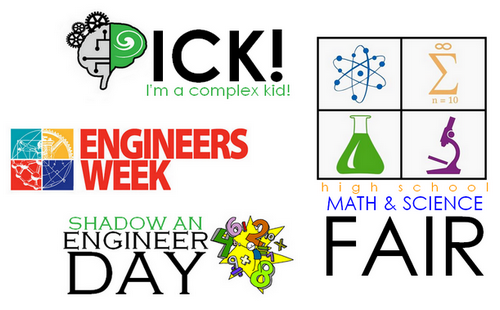 ICK!
I'm a complex kid!
∞
Σ
n = 10
ENGINEERS
WEEK
high school
MATH & SCIENCE
FAIR
SHADOW AN
ENGINEER
DAY